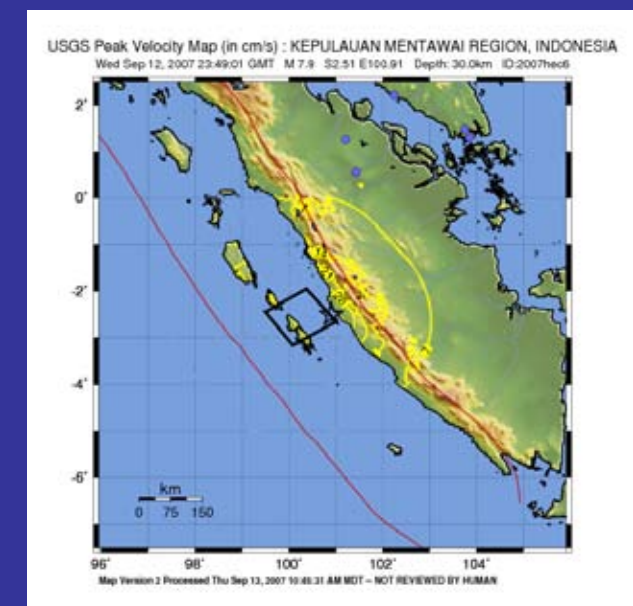 USGS Peak Velocity Map (in cm/s) : KEPULAUAN MENTAWAI REGION, INDONESIA
Wed Sep 12, 2007 23:49:01 GMT M 7.9 S2.51 E100.91 Depth: 30.0km ID:2007hec6
2˚
0˚
-2˚
-4˚
-6˚
km
0 75 150
96˚ 98˚ 100˚ 102˚ 104˚
Map Version 2 Processed Thu Sep 13, 2007 10:45:31 AM MDT – NOT REVIEWED BY HUMAN